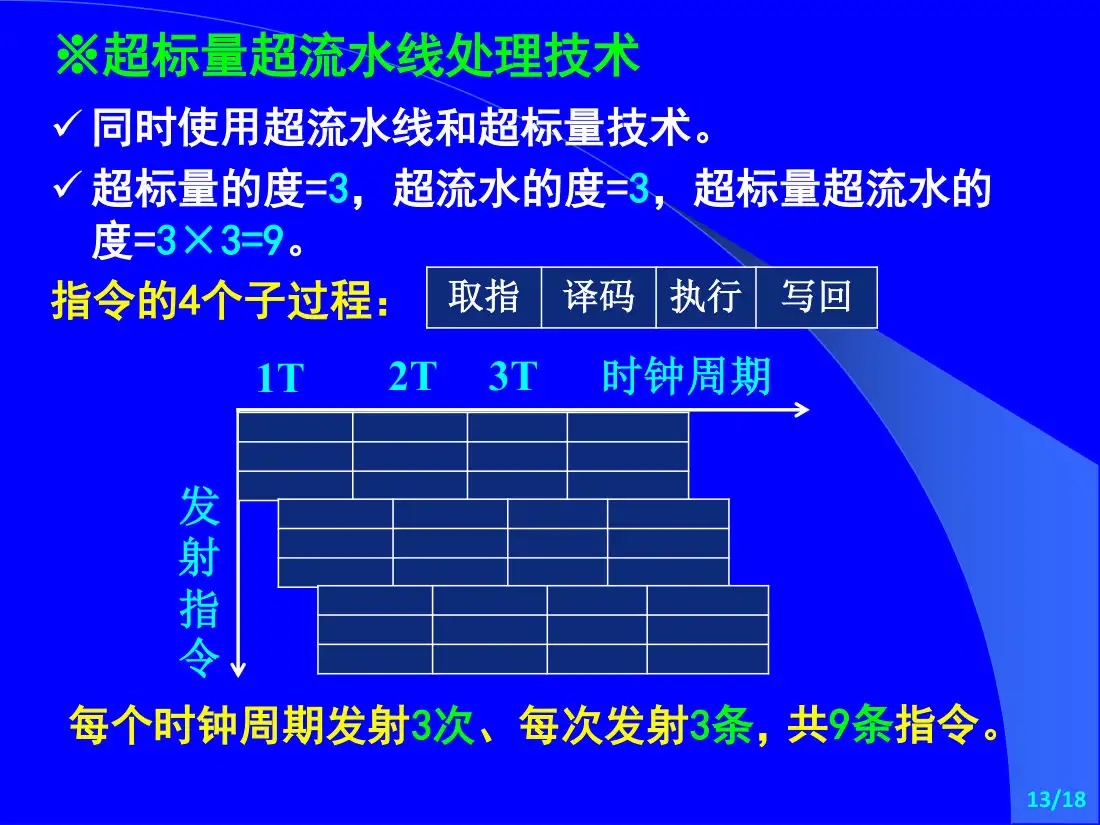 ※超标量超流水线处理技术
✓ 同时使用超流水线和超标量技术。
✓ 超标量的度=3，超流水的度=3，超标量超流水的
度=3×3=9。
指令的4个子过程： 取指 译码 执行 写回
1T 2T 3T 时钟周期
发
射
指
令
每个时钟周期发射3次、每次发射3条，共9条指令。
13/18